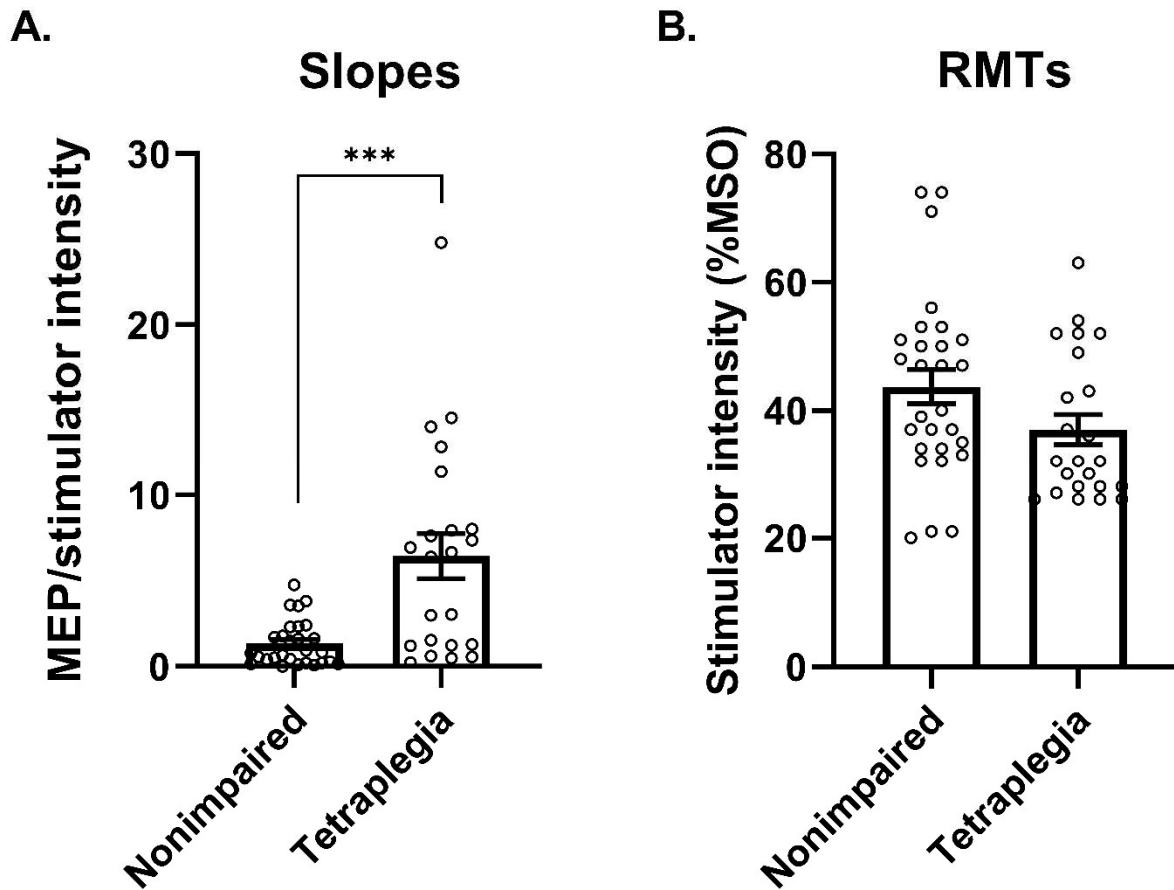 A.
Slopes
MEP/stimulator intensity
30
20
10
0
***
Nonimpaired
Tetraplegia
B.
RMTs
Stimulator intensity (%MSO)
80
60
40
20
0
Nonimpaired
Tetraplegia